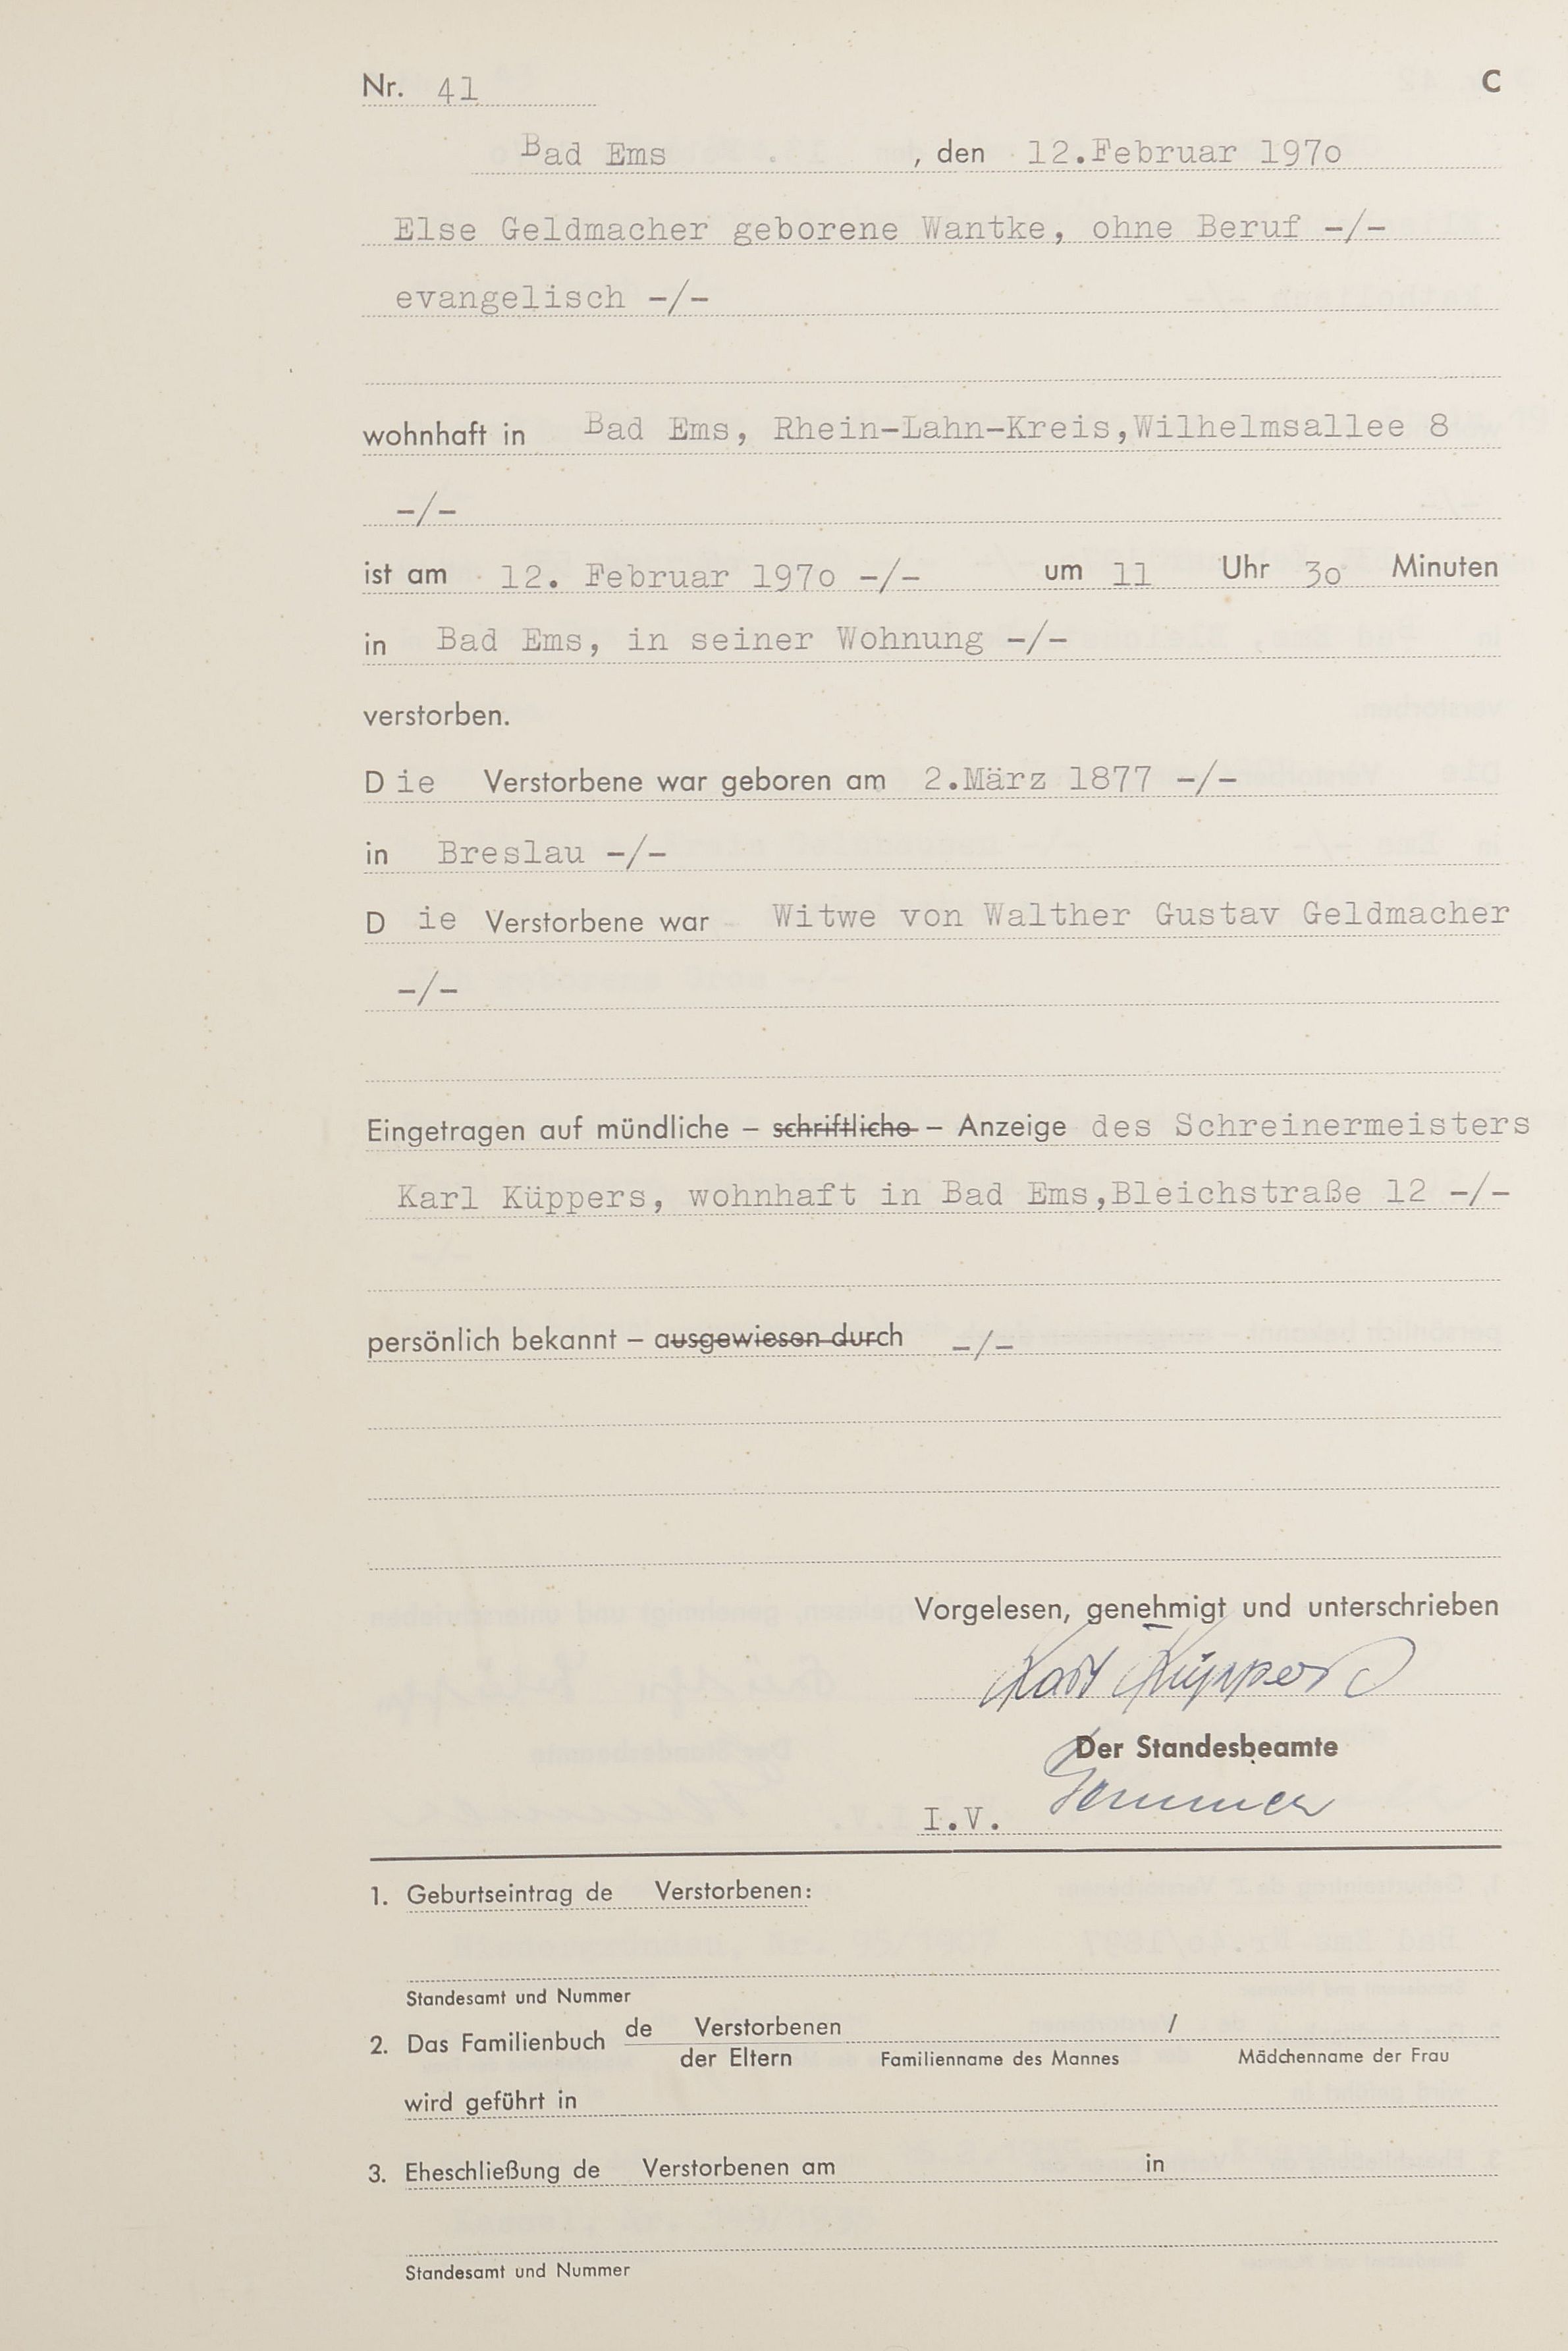 Nr. 41 C
Bad Ems , den 12.Februar 197o
Else Geldmacher geborene Wantke, ohne Beruf -/-
evangelisch -/-
wohnhaft in Bad Ems, Rhein-Lahn-Kreis,Wilhelmsallee 8
-/-
ist am 12. Februar 197o -/- um 11 Uhr 3o Minuten
in Bad Ems, in seiner Wohnung -/-
verstorben.
Die Verstorbene war geboren am 2.März 1877 -/-
in Breslau -/-
Die Verstorbene war Witwe von Walther Gustav Geldmacher
-/-
Eingetragen auf mündliche – schriftliche – Anzeige des Schreinermeisters
Karl Küppers, wohnhaft in Bad Ems,Bleichstraße 12 -/-
persönlich bekannt – ausgewiesen durch -/-
Vorgelesen, genehmigt und unterschrieben
Karl Küppers
Der Standesbeamte
I.V. Sommer
1. Geburtseintrag de Verstorbenen:
Standesamt und Nummer
2. Das Familienbuch de Verstorbenen /
der Eltern Familienname des Mannes Mädchenname der Frau
wird geführt in
3. Eheschließung de Verstorbenen am in
Standesamt und Nummer